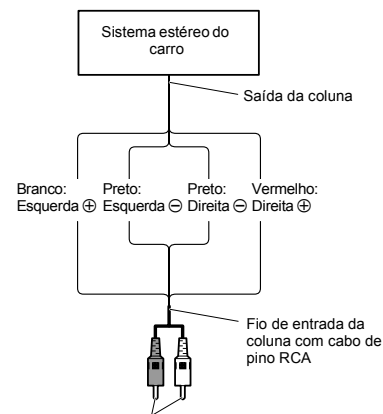 Sistema estéreo do
carro
Saída da coluna
Branco:
Esquerda ⊕
Preto:
Esquerda ⊖
Preto:
Direita ⊖
Vermelho:
Direita ⊕
Fio de entrada da
coluna com cabo de
pino RCA